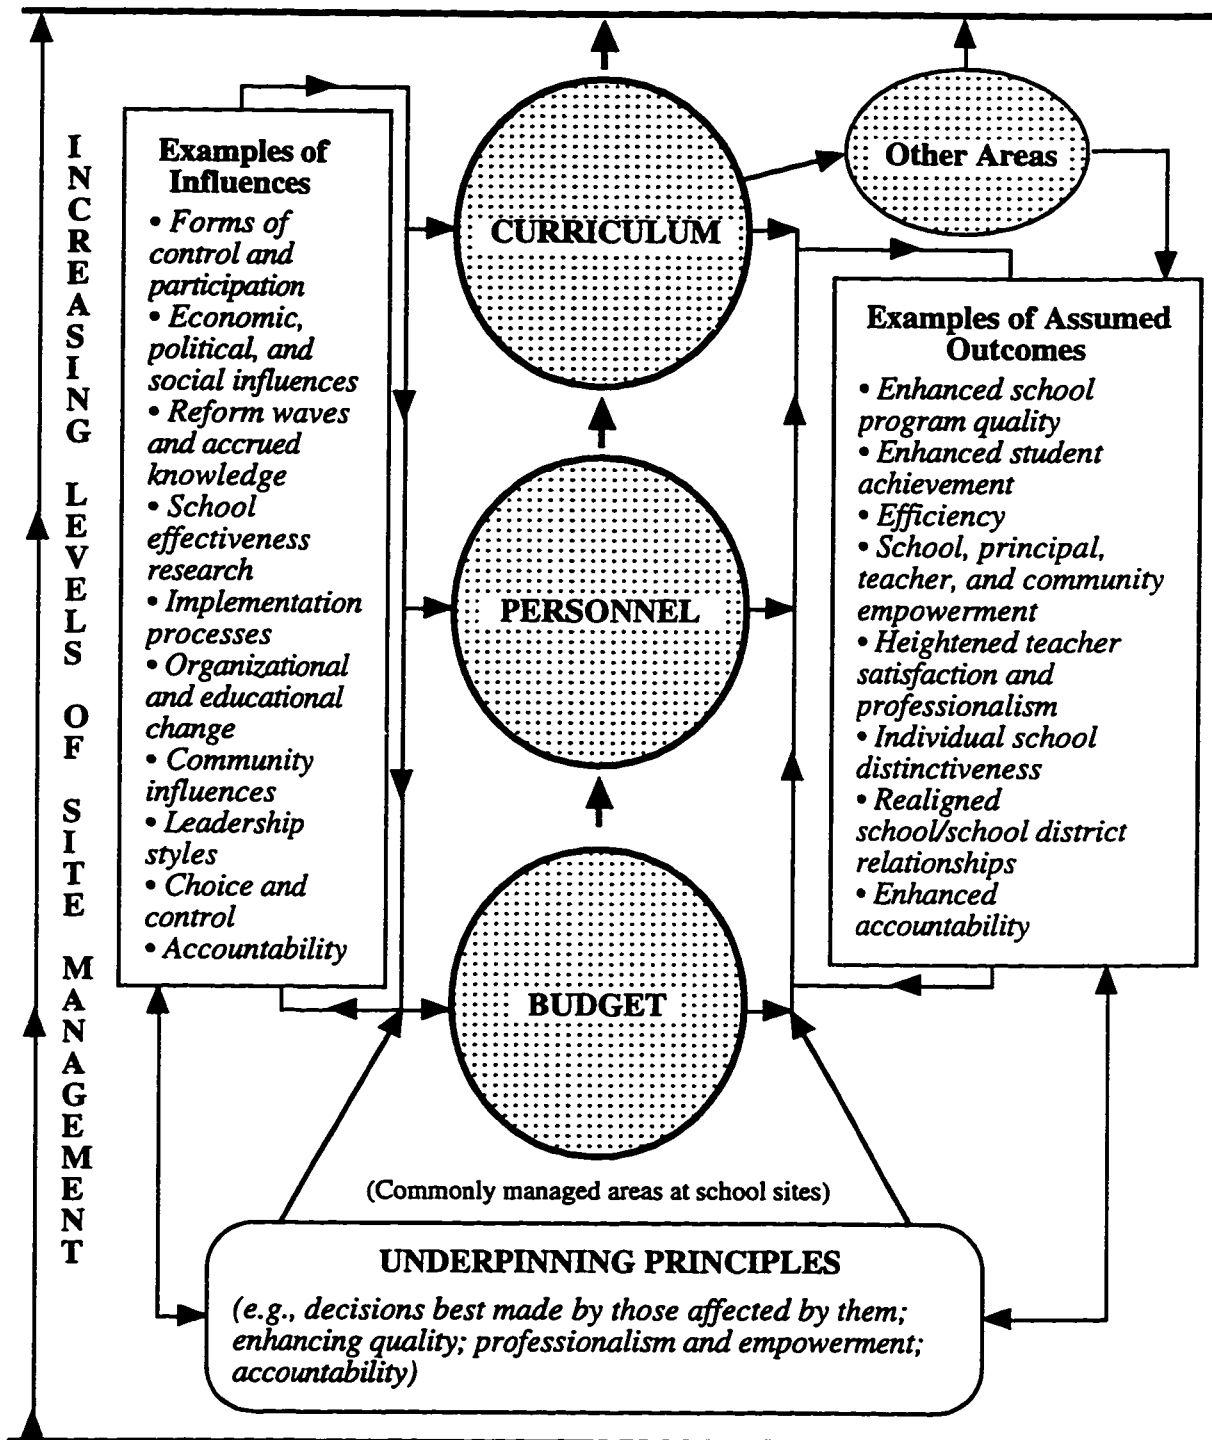 INCREASING LEVELS OF SITE MANAGEMENT
Examples of
Influences
• Forms of
control and
participation
• Economic,
political, and
social influences
• Reform waves
and accrued
knowledge
• School
effectiveness
research
• Implementation
processes
• Organizational
and educational
change
• Community
influences
• Leadership
styles
• Choice and
control
• Accountability
CURRICULUM
PERSONNEL
BUDGET
(Commonly managed areas at school sites)
Other Areas
Examples of Assumed
Outcomes
• Enhanced school
program quality
• Enhanced student
achievement
• Efficiency
• School, principal,
teacher, and community
empowerment
• Heightened teacher
satisfaction and
professionalism
• Individual school
distinctiveness
• Realigned
school/school district
relationships
• Enhanced
accountability
UNDERPINNING PRINCIPLES
(e.g., decisions best made by those affected by them;
enhancing quality; professionalism and empowerment;
accountability)